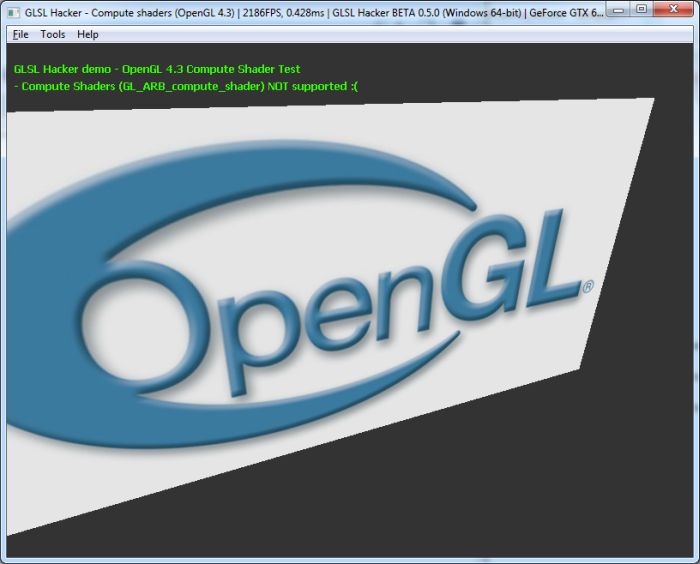 GLSL Hacker - Compute shaders (OpenGL 4.3) | 2186FPS, 0.428ms | GLSL Hacker BETA 0.5.0 (Windows 64-bit) | GeForce GTX 6...
File Tools Help
GLSL Hacker demo - OpenGL 4.3 Compute Shader Test
- Compute Shaders (GL_ARB_compute_shader) NOT supported :(
OpenGL®